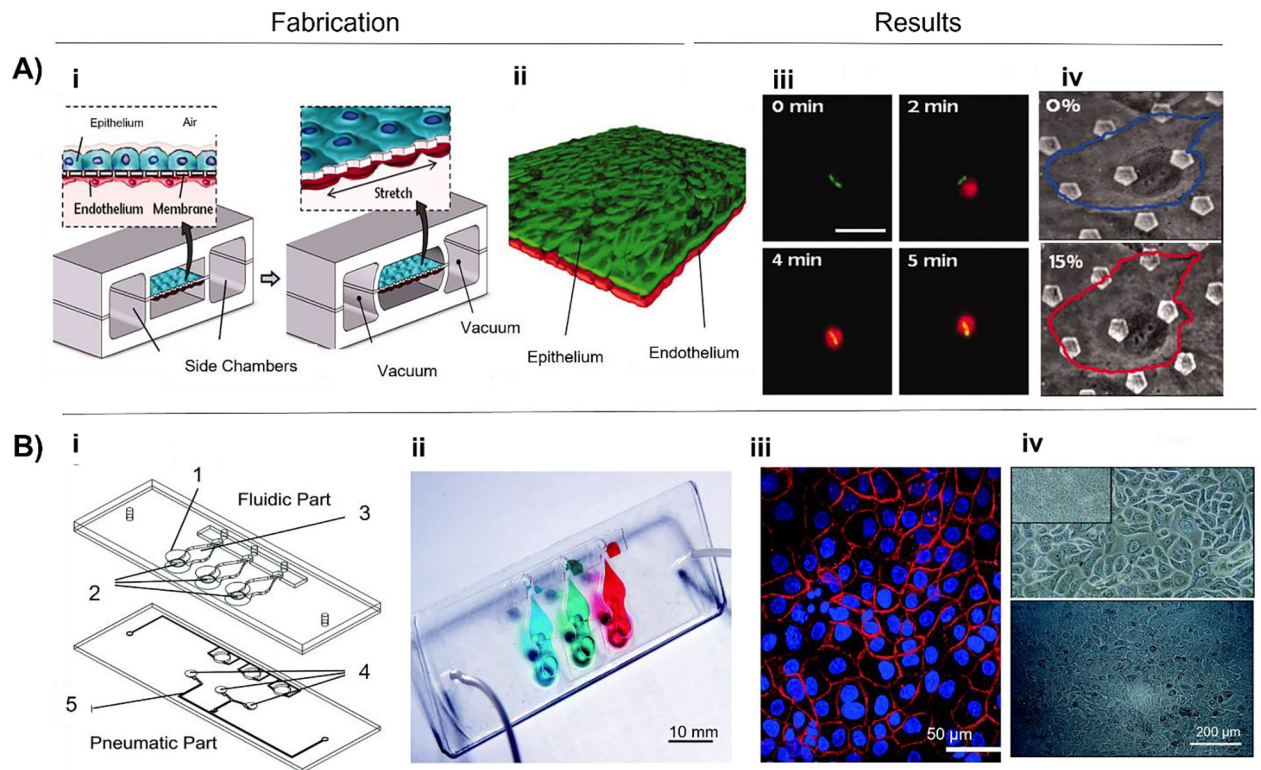 Fabrication
Results
A)
i
ii
iii
iv
Epithelium
Air
Endothelium
Membrane
Stretch
Side Chambers
Vacuum
Vacuum
Epithelium
Endothelium
0 min
2 min
4 min
5 min
0%
15%
B)
i
ii
iii
iv
1
Fluidic Part
3
2
4
5
Pneumatic Part
10 mm
50 µm
200 µm